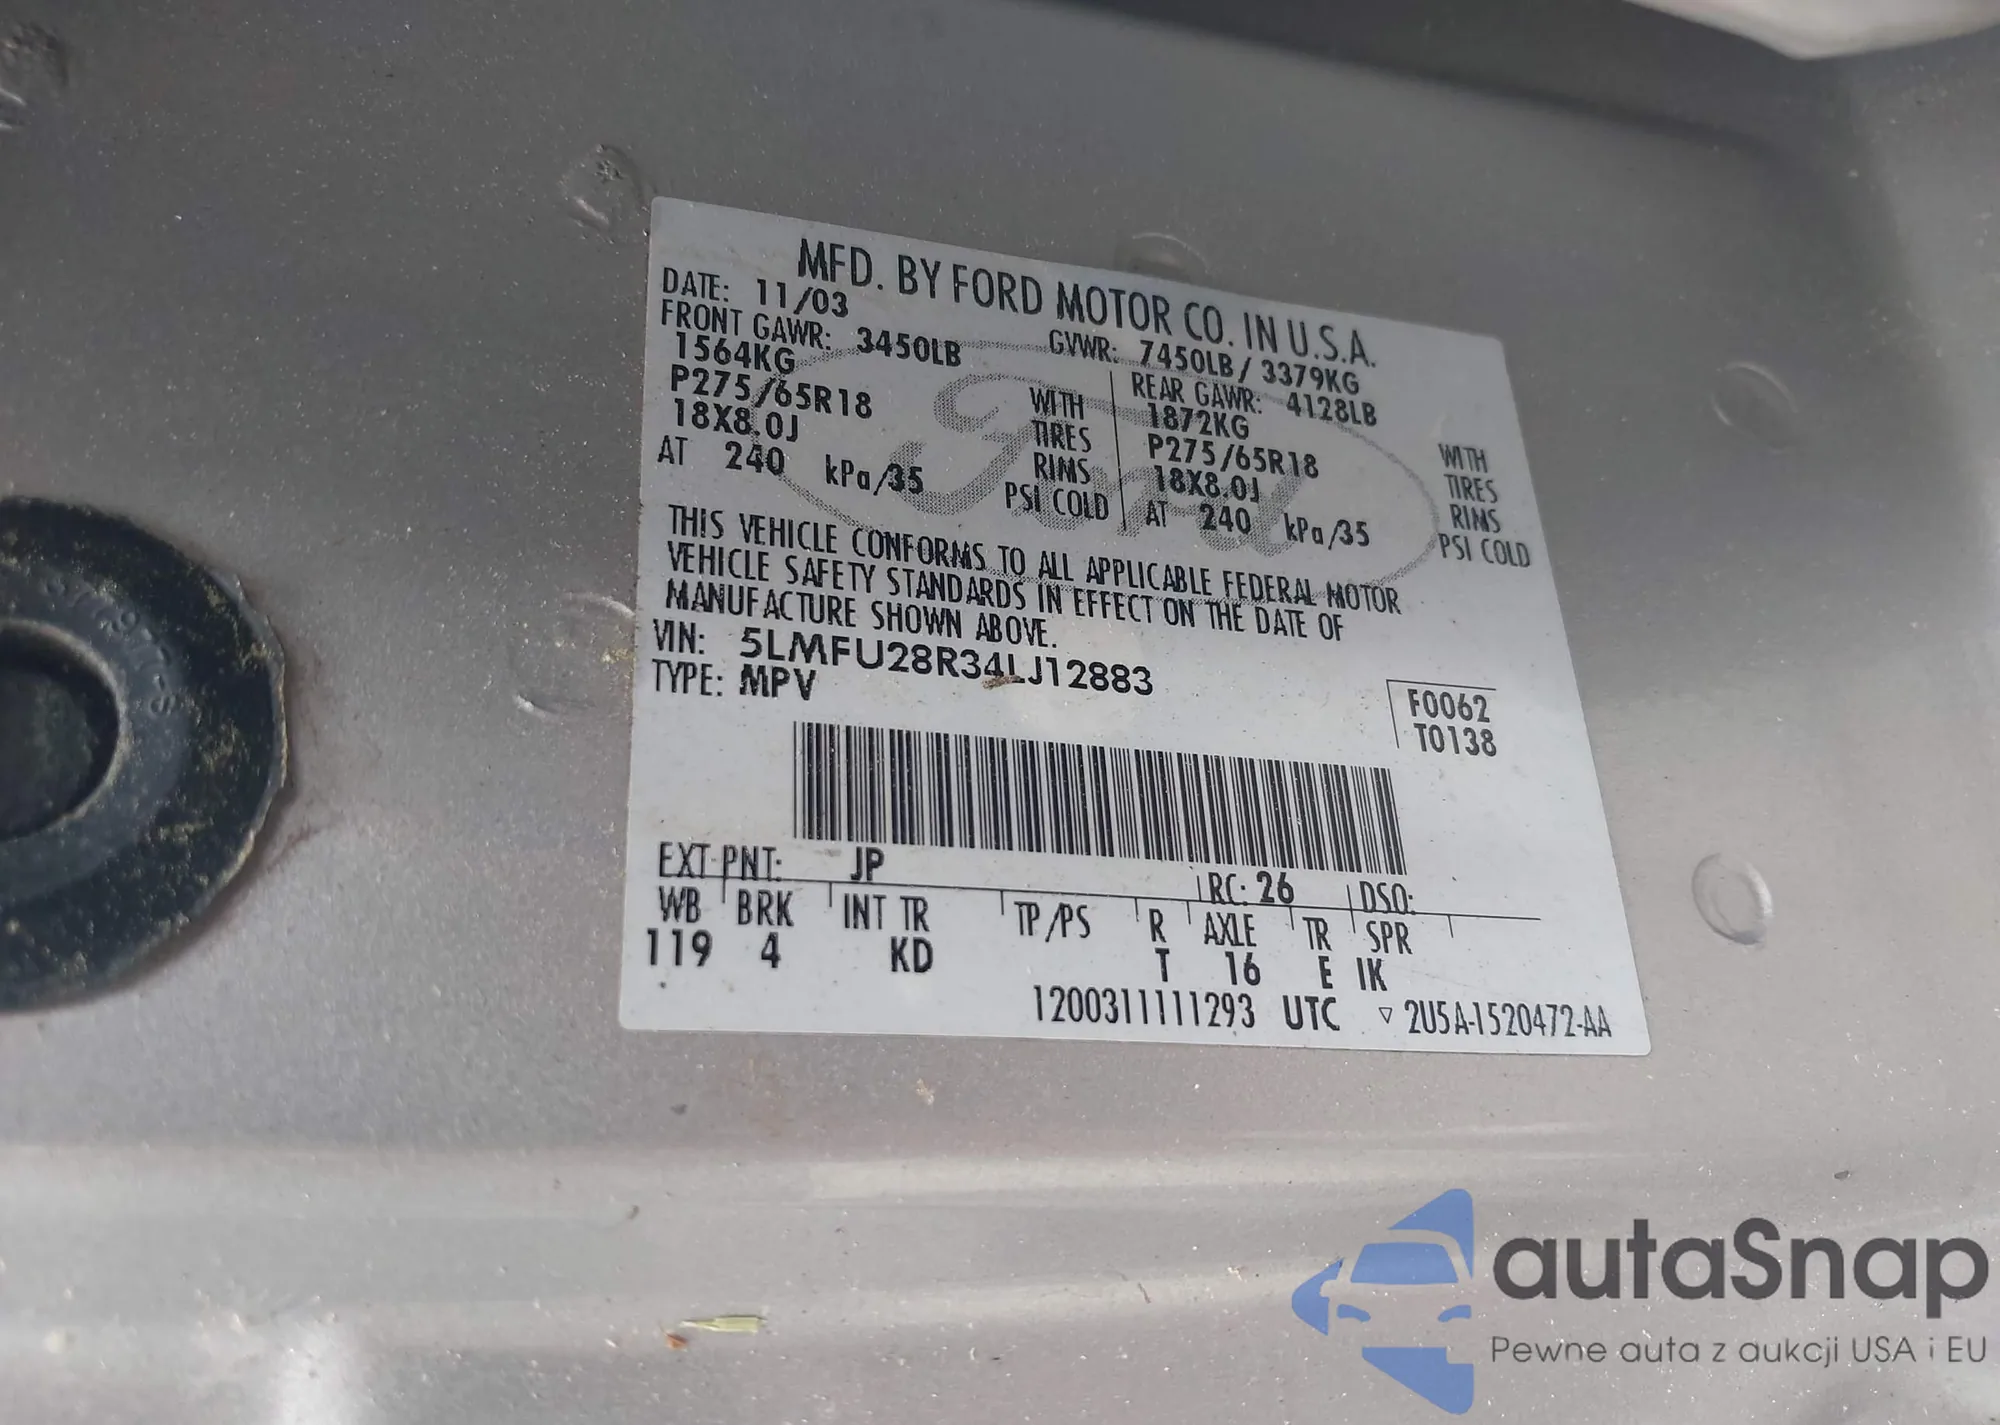 MFD. BY FORD MOTOR CO. IN U.S.A.
DATE: 11/03 GVWR: 7450LB / 3379KG
FRONT GAWR: 3450LB REAR GAWR: 4128LB
1564KG WITH 1872KG WITH
P275/65R18 TIRES P275/65R18 TIRES
18X8.0J RIMS 18X8.0J RIMS
AT 240 kPa/35 PSI COLD AT 240 kPa/35 PSI COLD
Ford
THIS VEHICLE CONFORMS TO ALL APPLICABLE FEDERAL MOTOR
VEHICLE SAFETY STANDARDS IN EFFECT ON THE DATE OF
MANUFACTURE SHOWN ABOVE.
VIN: 5LMFU28R34LJ12883
TYPE: MPV
F0062
T0138
EXT PNT: JP RC: 26 DSO:
WB BRK INT TR TP/PS R AXLE TR SPR
119 4 KD T 16 E IK
1200311111293 UTC ▽ 2U5A-1520472-AA
autaSnap
Pewne auta z aukcji USA i EU